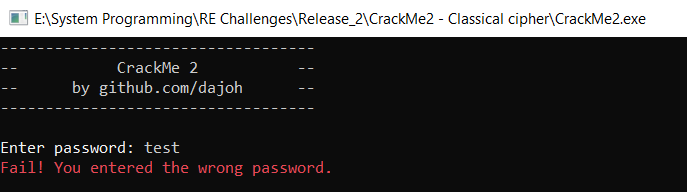 E:\System Programming\RE Challenges\Release_2\CrackMe2 - Classical cipher\CrackMe2.exe
-----------------------------------
--           CrackMe 2           --
--      by github.com/dajoh      --
-----------------------------------
Enter password: test
Fail! You entered the wrong password.